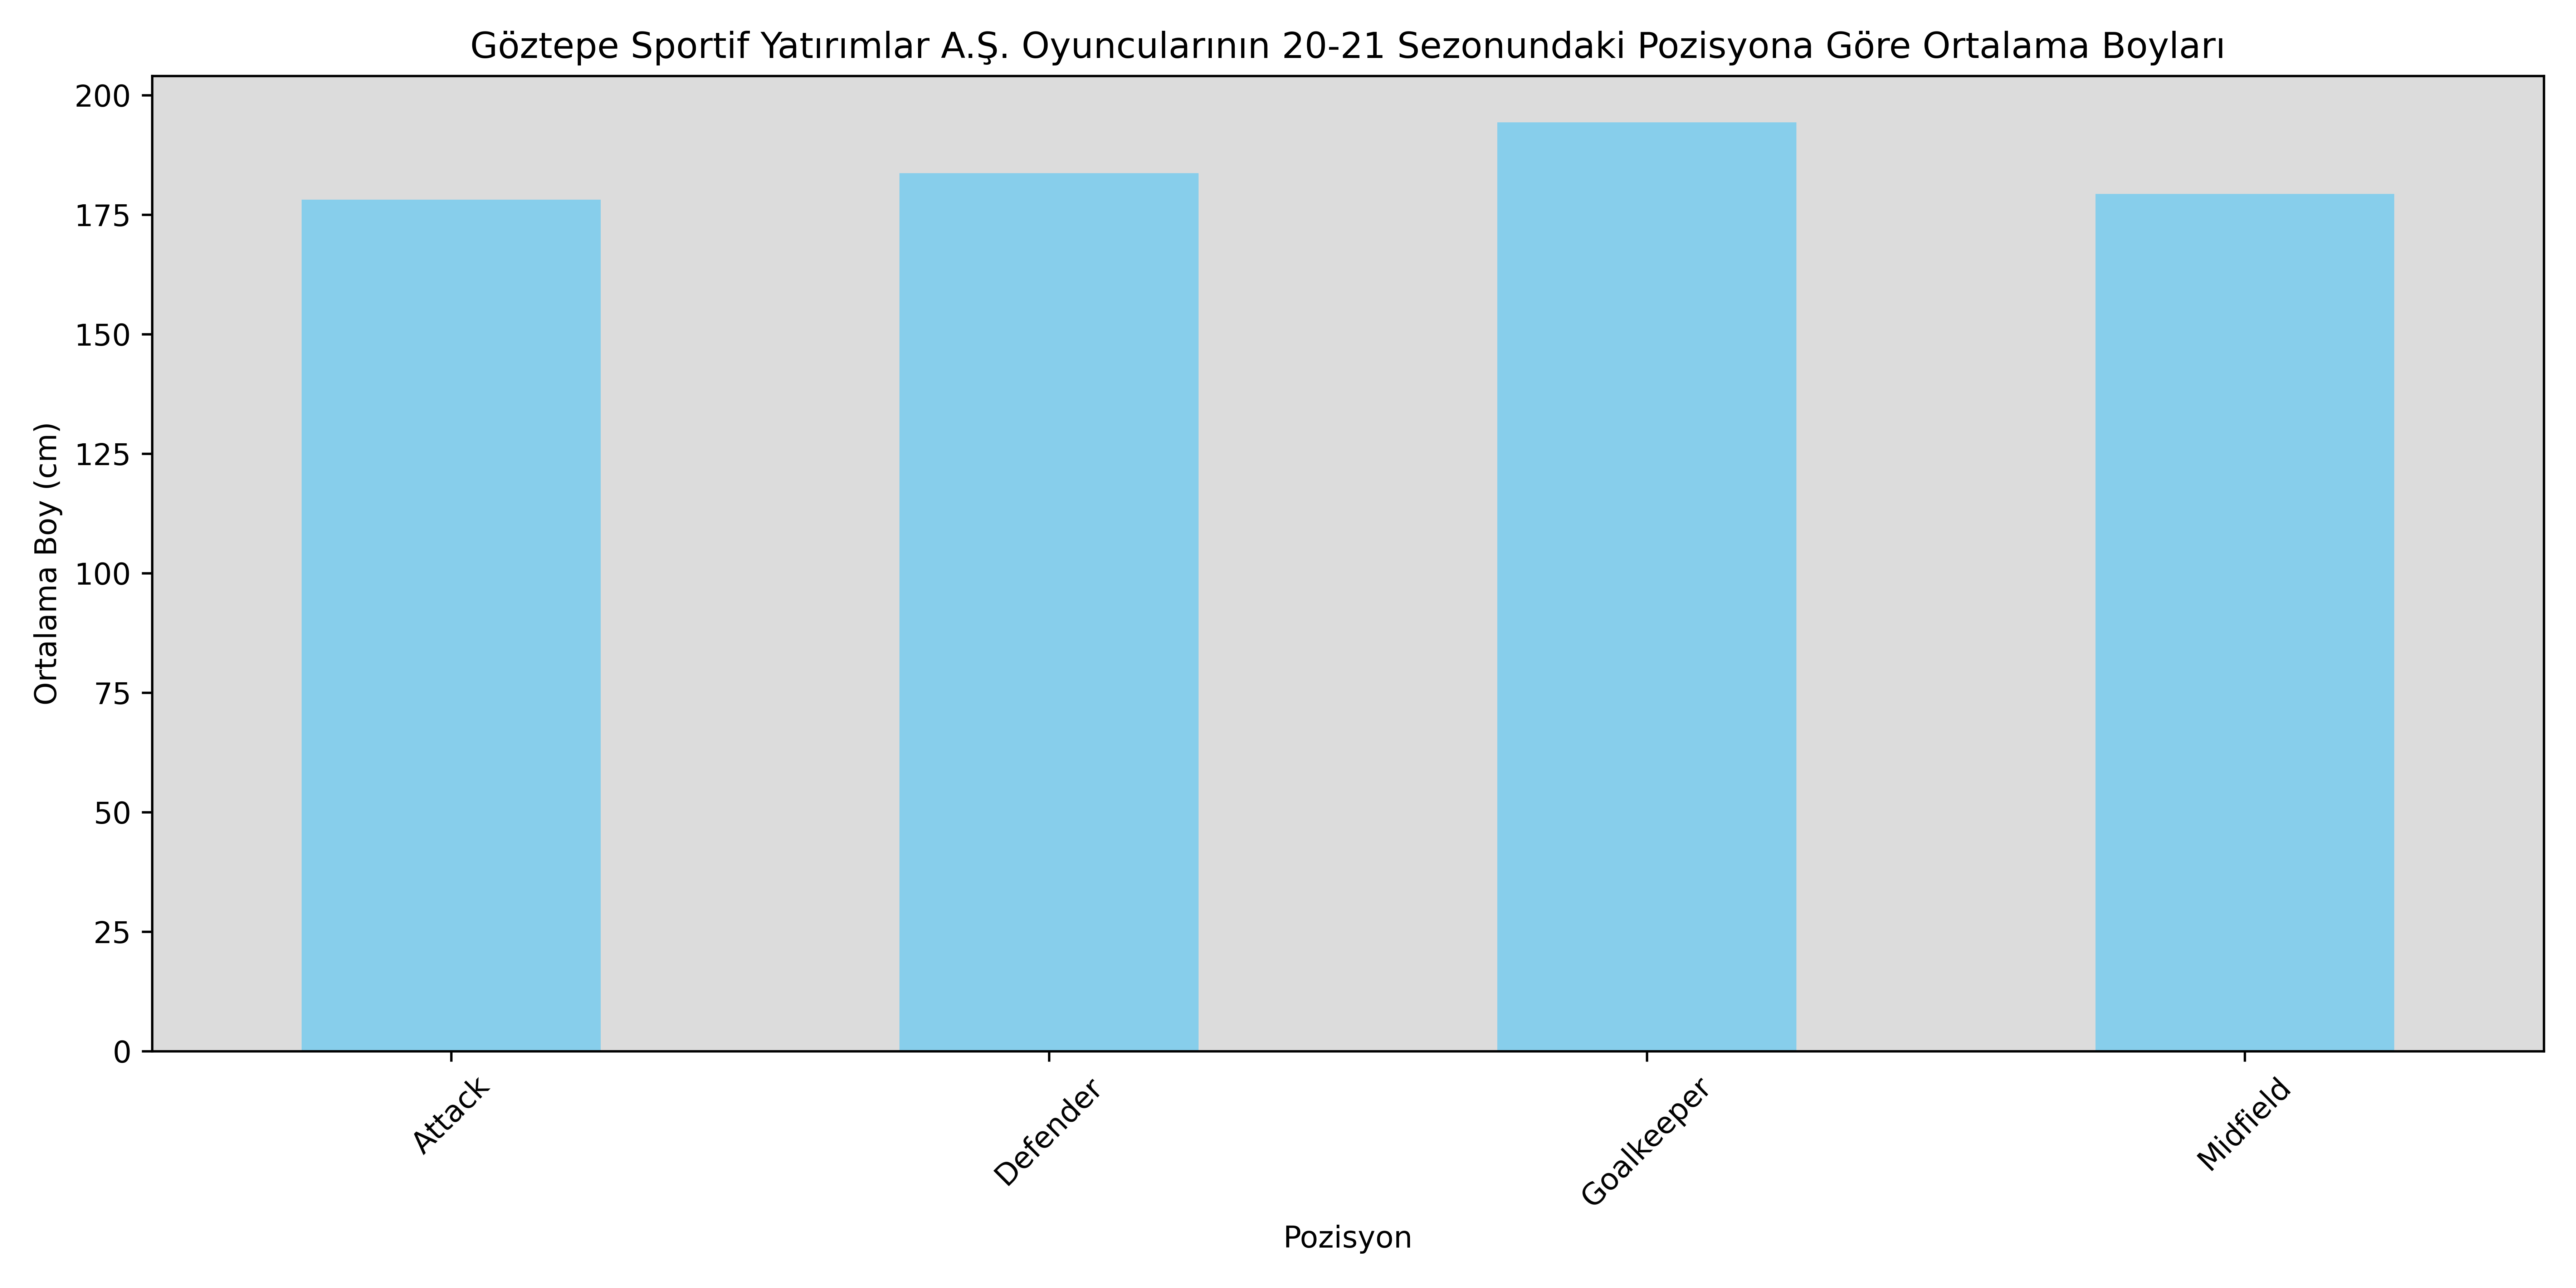 Göztepe Sportif Yatırımlar A.Ş. Oyuncularının 20-21 Sezonundaki Pozisyona Göre Ortalama Boyları
Ortalama Boy (cm)
200
175
150
125
100
75
50
25
0
Attack
Defender
Goalkeeper
Midfield
Pozisyon